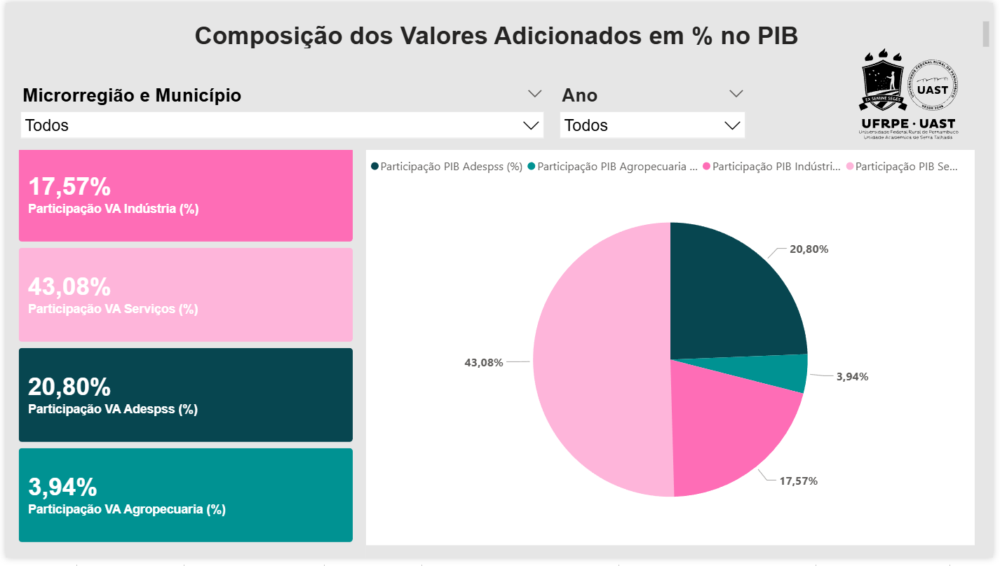 Composição dos Valores Adicionados em % no PIB
Microrregião e Município
Ano
Todos
Todos
EX SEMINE SEGES
UNIVERSIDADE FEDERAL RURAL DE PERNAMBUCO
UAST
DESDE 2006
UFRPE · UAST
Universidade Federal Rural de Pernambuco
Unidade Acadêmica de Serra Talhada
17,57%
Participação VA Indústria (%)
43,08%
Participação VA Serviços (%)
20,80%
Participação VA Adespss (%)
3,94%
Participação VA Agropecuaria (%)
Participação PIB Adespss (%) Participação PIB Agropecuaria ... Participação PIB Indústri... Participação PIB Se...
20,80%
43,08%
3,94%
17,57%